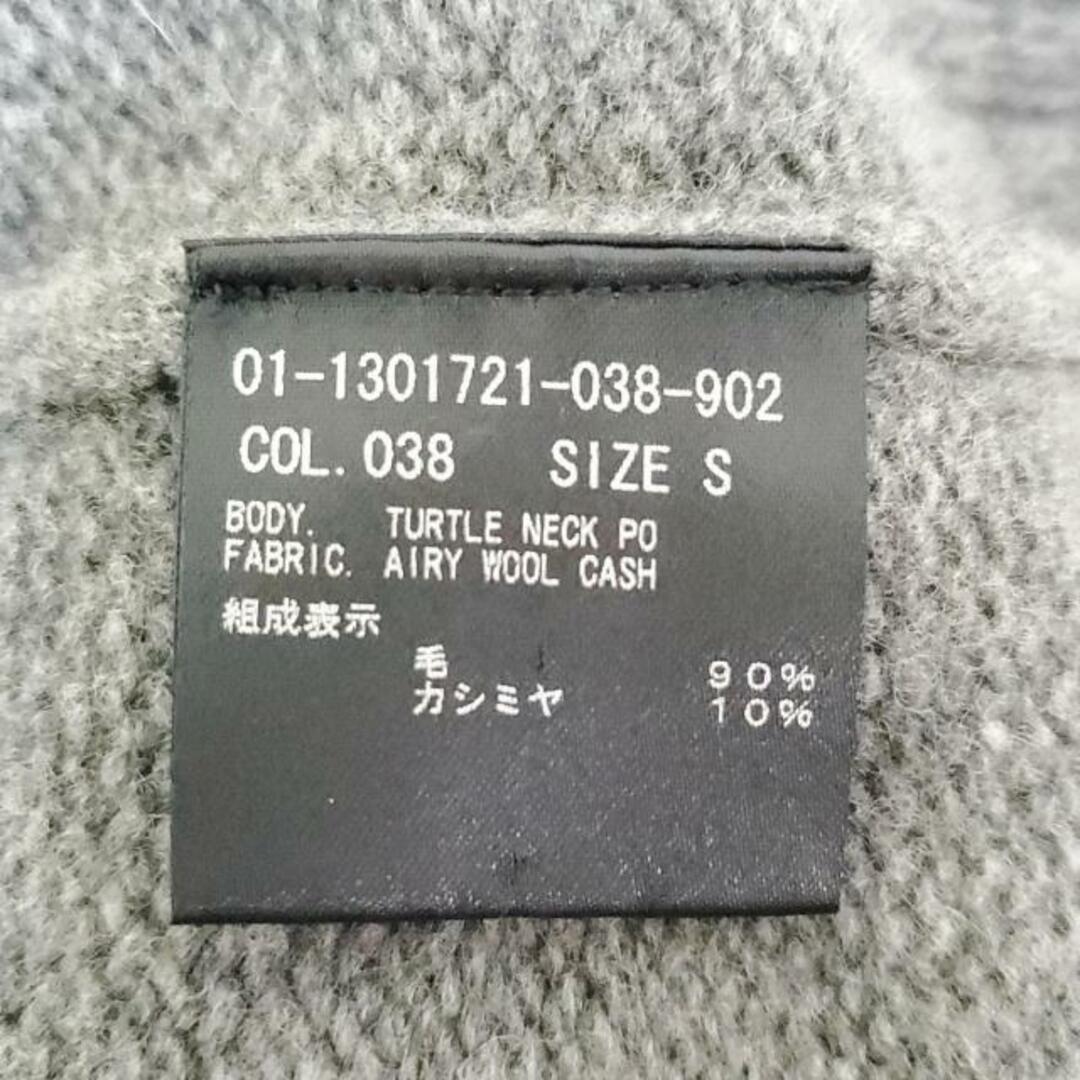 01-1301721-038-902
COL. 038 SIZE S
BODY. TURTLE NECK PO
FABRIC. AIRY WOOL CASH
組成表示
毛 90%
カシミヤ 10%